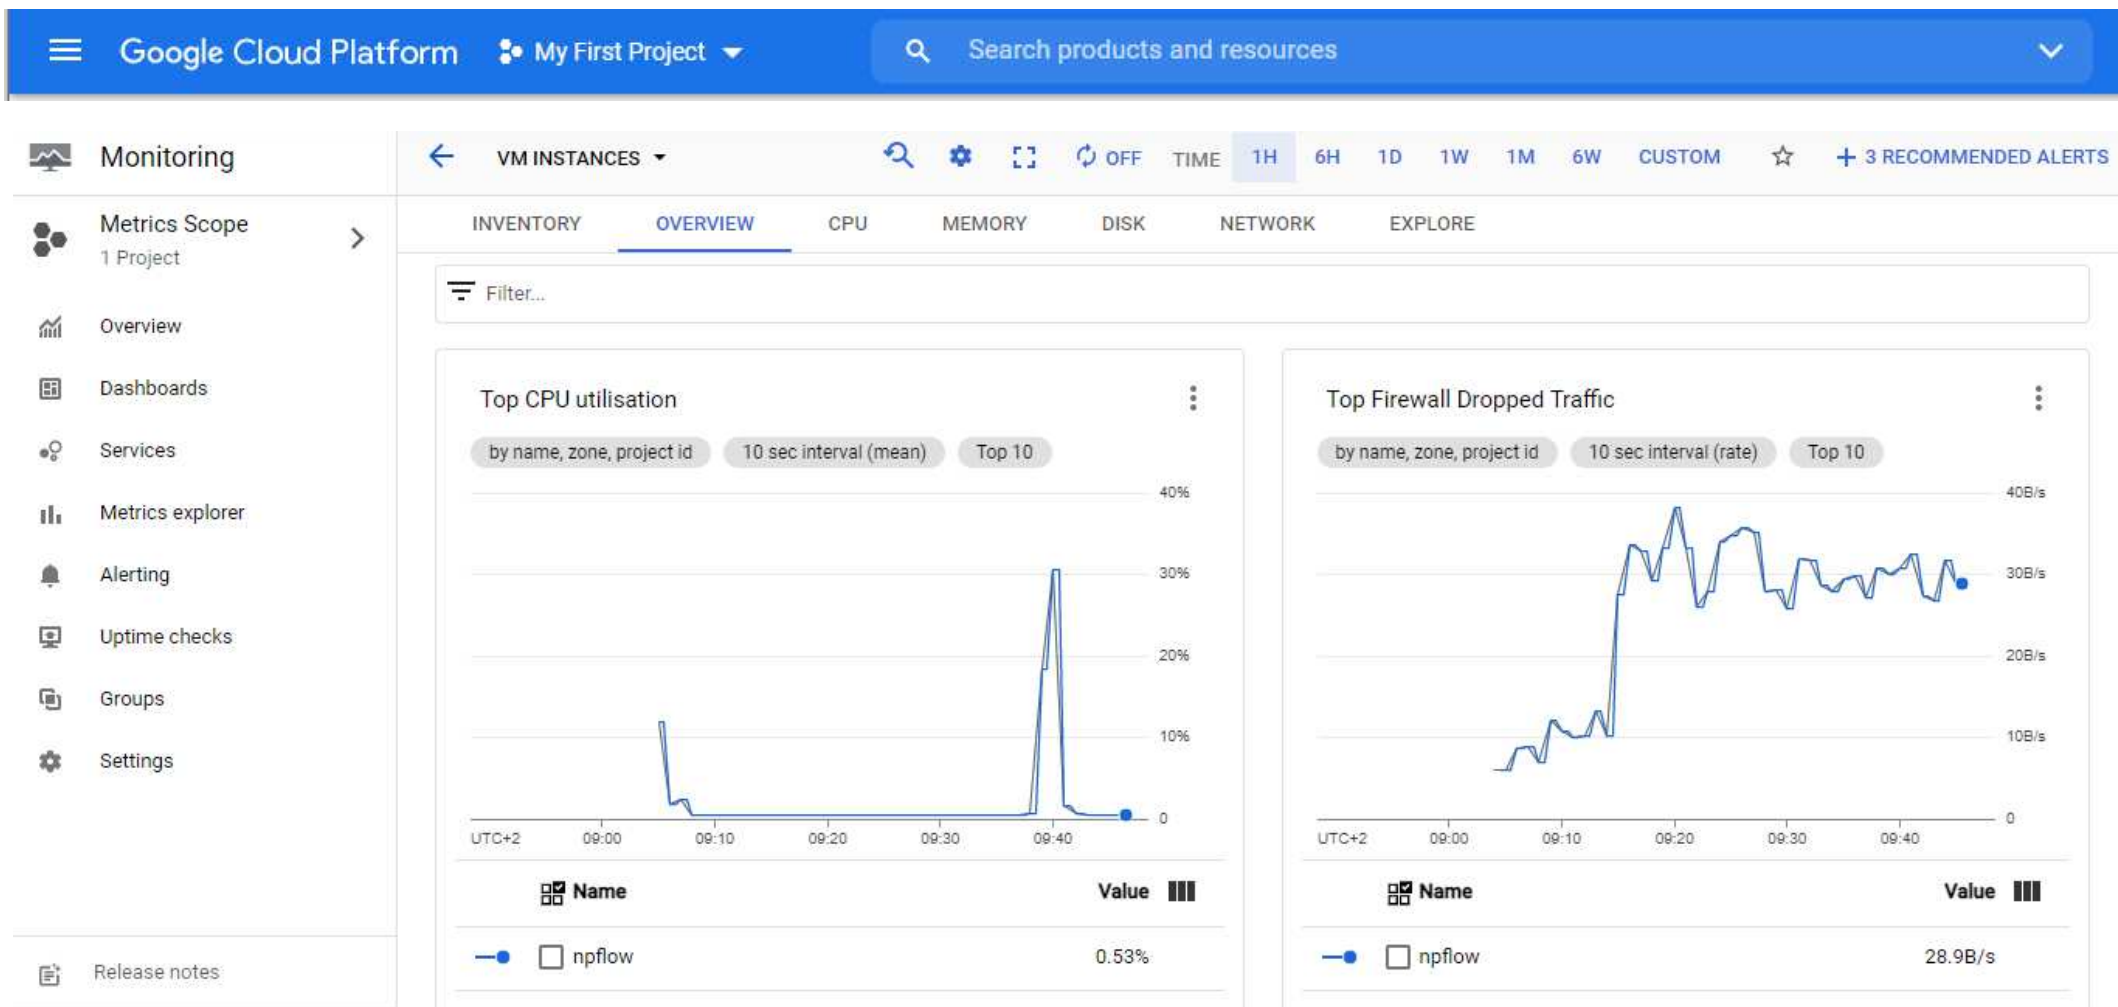 Google Cloud Platform
My First Project
Search products and resources
Monitoring
Metrics Scope
1 Project
Overview
Dashboards
Services
Metrics explorer
Alerting
Uptime checks
Groups
Settings
Release notes
VM INSTANCES
OFF
TIME
1H
6H
1D
1W
1M
6W
CUSTOM
3 RECOMMENDED ALERTS
INVENTORY
OVERVIEW
CPU
MEMORY
DISK
NETWORK
EXPLORE
Filter...
Top CPU utilisation
by name, zone, project id
10 sec interval (mean)
Top 10
40%
30%
20%
10%
0
UTC+2
09:00
09:10
09:20
09:30
09:40
Name
Value
npflow
0.53%
Top Firewall Dropped Traffic
by name, zone, project id
10 sec interval (rate)
Top 10
40B/s
30B/s
20B/s
10B/s
0
UTC+2
09:00
09:10
09:20
09:30
09:40
Name
Value
npflow
28.9B/s